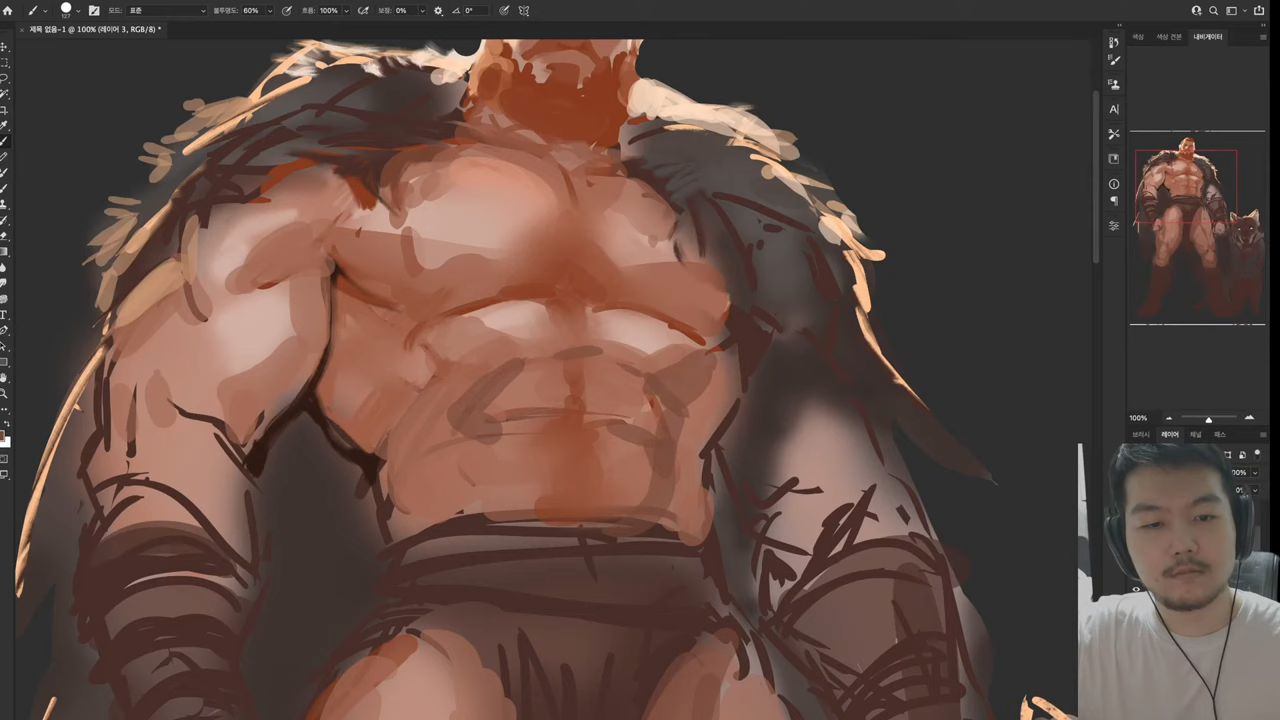 127
모드: 표준
불투명도: 60%
흐름: 100%
보정: 0%
0°
× 제목 없음-1 @ 100% (레이어 3, RGB/8) *
색상 색상 견본 내비게이터
100%
브러시 레이어 채널 패스